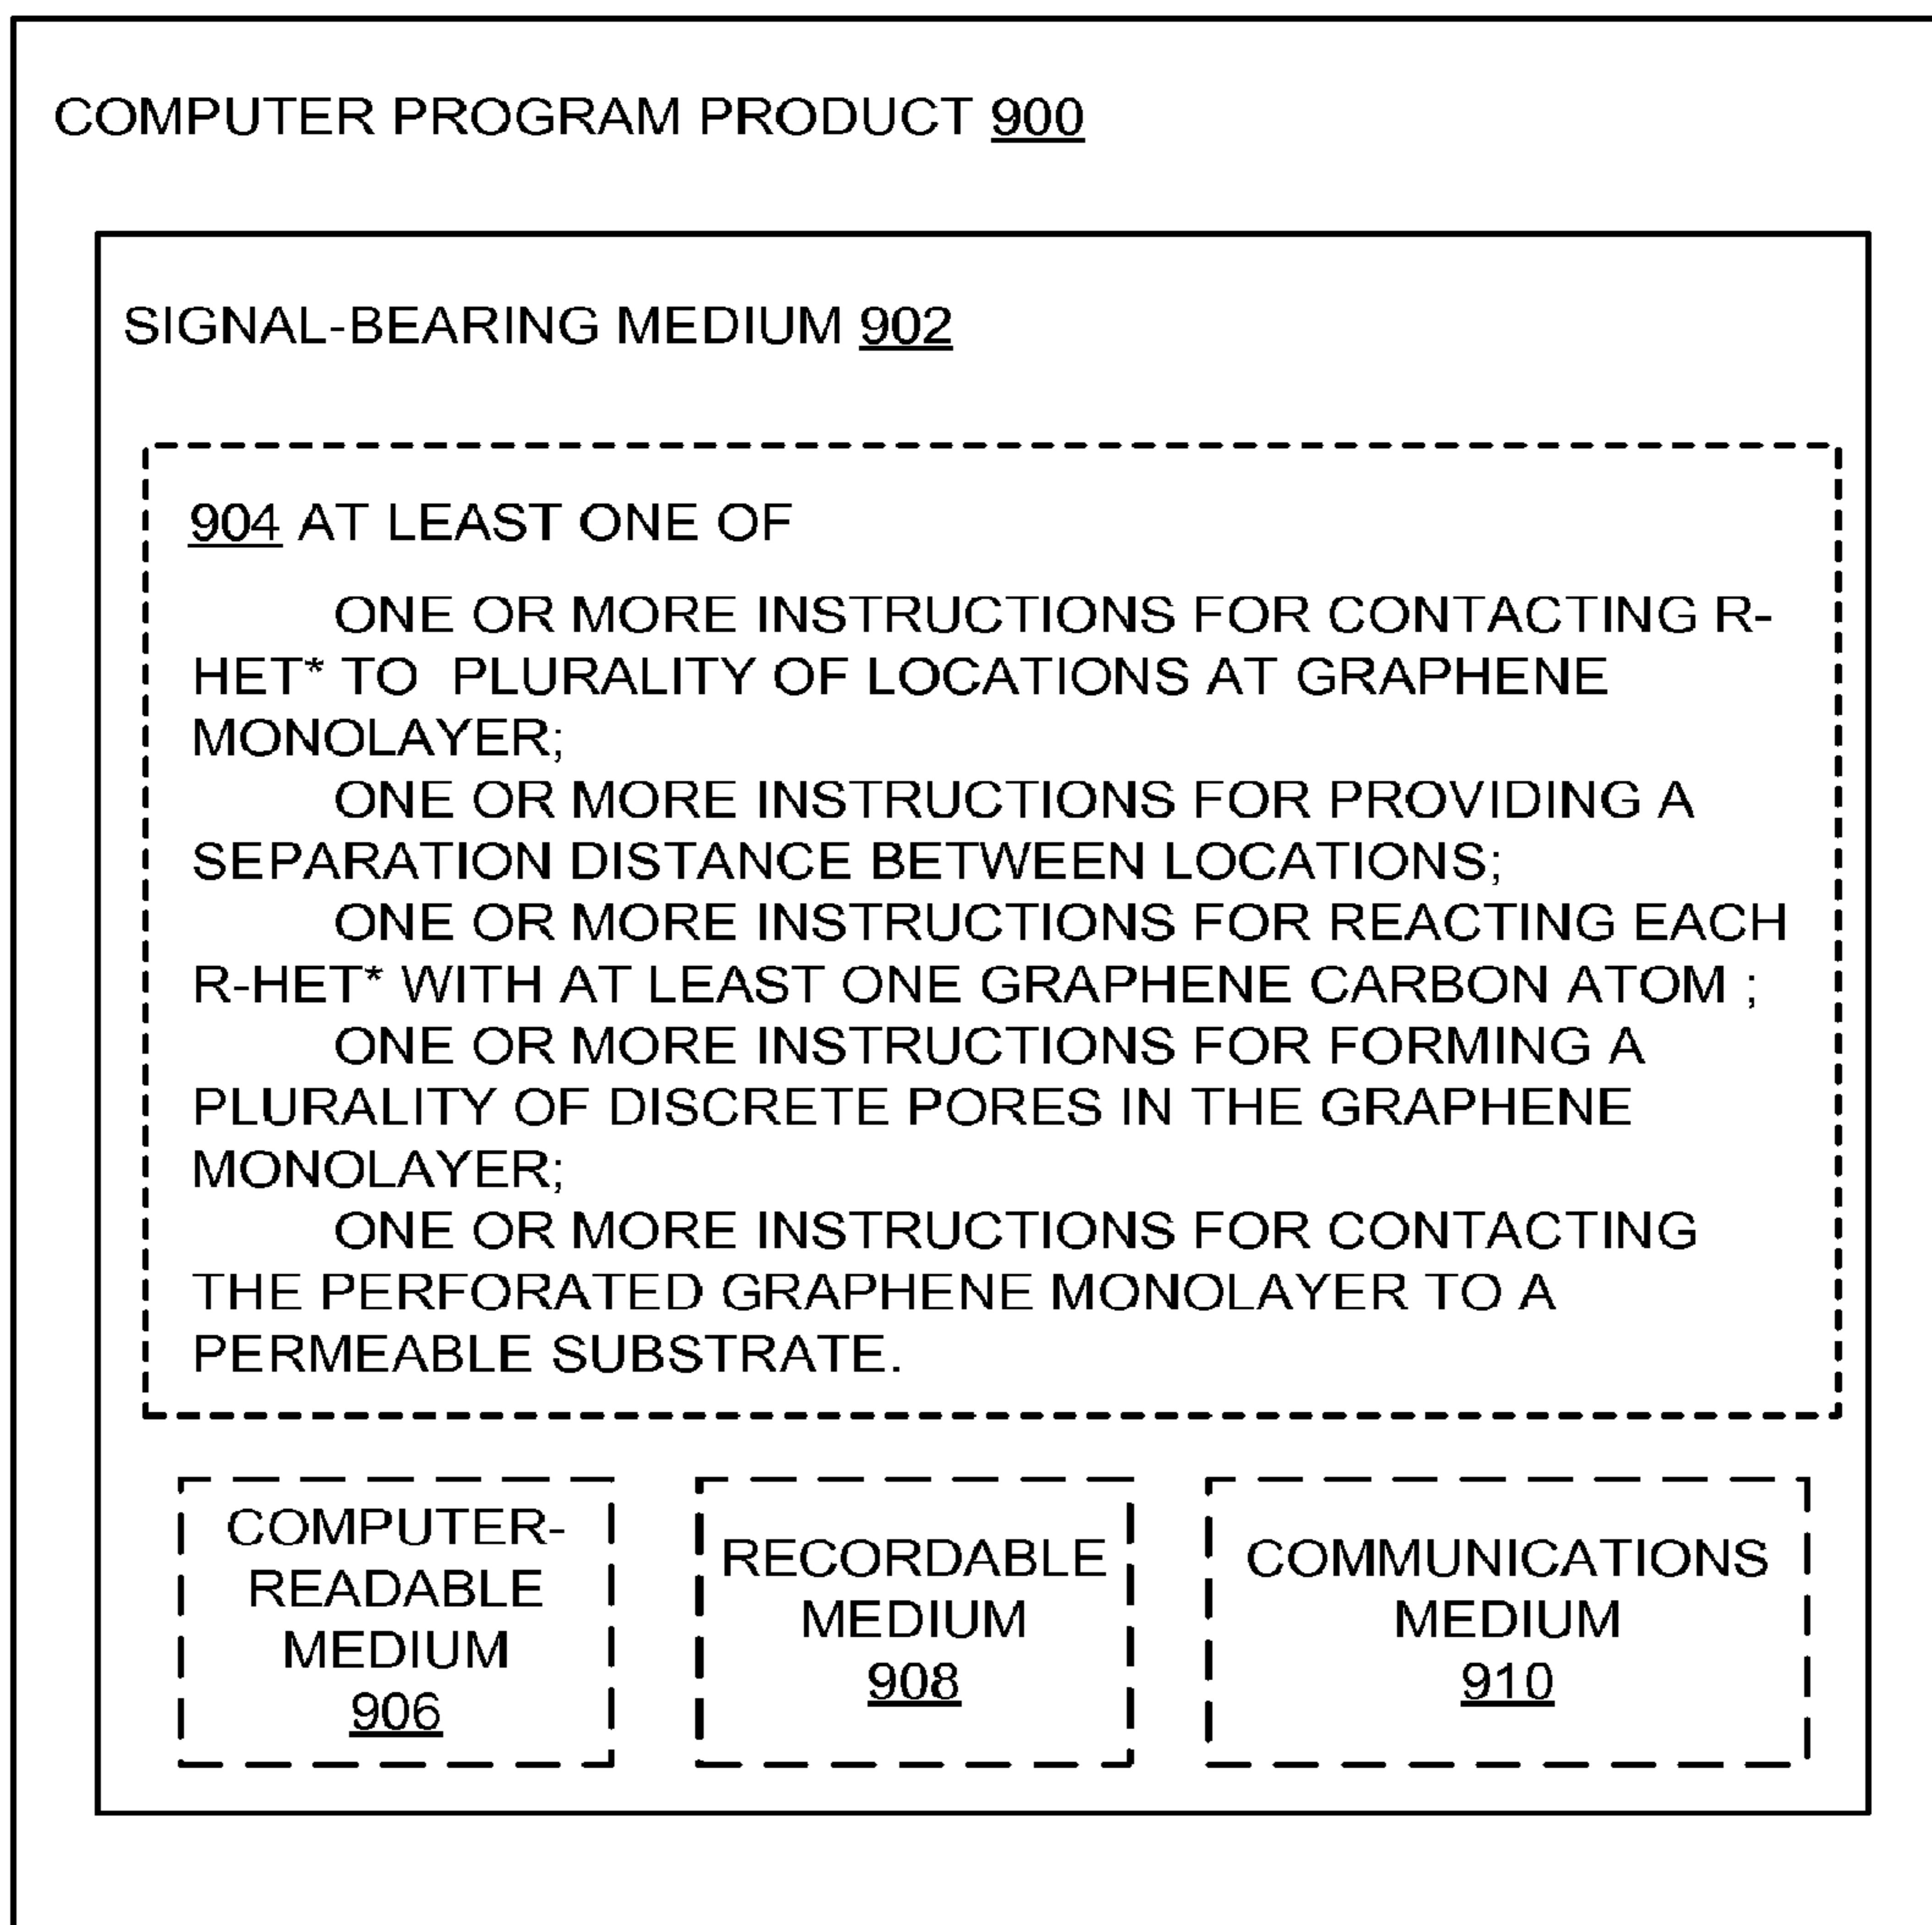 COMPUTER PROGRAM PRODUCT 900
SIGNAL-BEARING MEDIUM 902
904 AT LEAST ONE OF
ONE OR MORE INSTRUCTIONS FOR CONTACTING R-
HET* TO PLURALITY OF LOCATIONS AT GRAPHENE
MONOLAYER;
ONE OR MORE INSTRUCTIONS FOR PROVIDING A
SEPARATION DISTANCE BETWEEN LOCATIONS;
ONE OR MORE INSTRUCTIONS FOR REACTING EACH
R-HET* WITH AT LEAST ONE GRAPHENE CARBON ATOM ;
ONE OR MORE INSTRUCTIONS FOR FORMING A
PLURALITY OF DISCRETE PORES IN THE GRAPHENE
MONOLAYER;
ONE OR MORE INSTRUCTIONS FOR CONTACTING
THE PERFORATED GRAPHENE MONOLAYER TO A
PERMEABLE SUBSTRATE.
COMPUTER-
READABLE
MEDIUM
906
RECORDABLE
MEDIUM
908
COMMUNICATIONS
MEDIUM
910